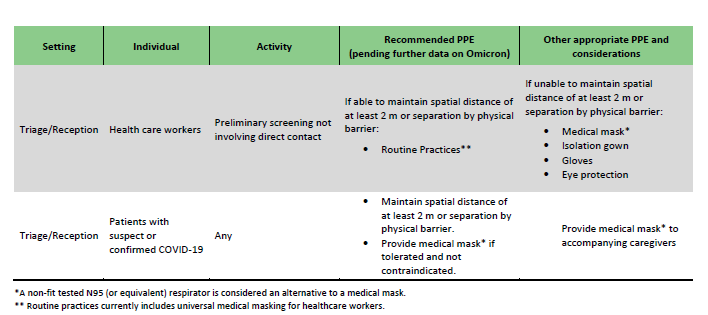 Setting
Individual
Activity
Recommended PPE
(pending further data on Omicron)
Other appropriate PPE and
considerations
Triage/Reception
Health care workers
Preliminary screening not
involving direct contact
If able to maintain spatial distance of
at least 2 m or separation by physical
barrier:
• Routine Practices**
If unable to maintain spatial
distance of at least 2 m or
separation by physical barrier:
• Medical mask*
• Isolation gown
• Gloves
• Eye protection
Triage/Reception
Patients with
suspect or
confirmed COVID-19
Any
• Maintain spatial distance of
at least 2 m or separation by
physical barrier.
• Provide medical mask* if
tolerated and not
contraindicated.
Provide medical mask* to
accompanying caregivers
*A non-fit tested N95 (or equivalent) respirator is considered an alternative to a medical mask.
** Routine practices currently includes universal medical masking for healthcare workers.